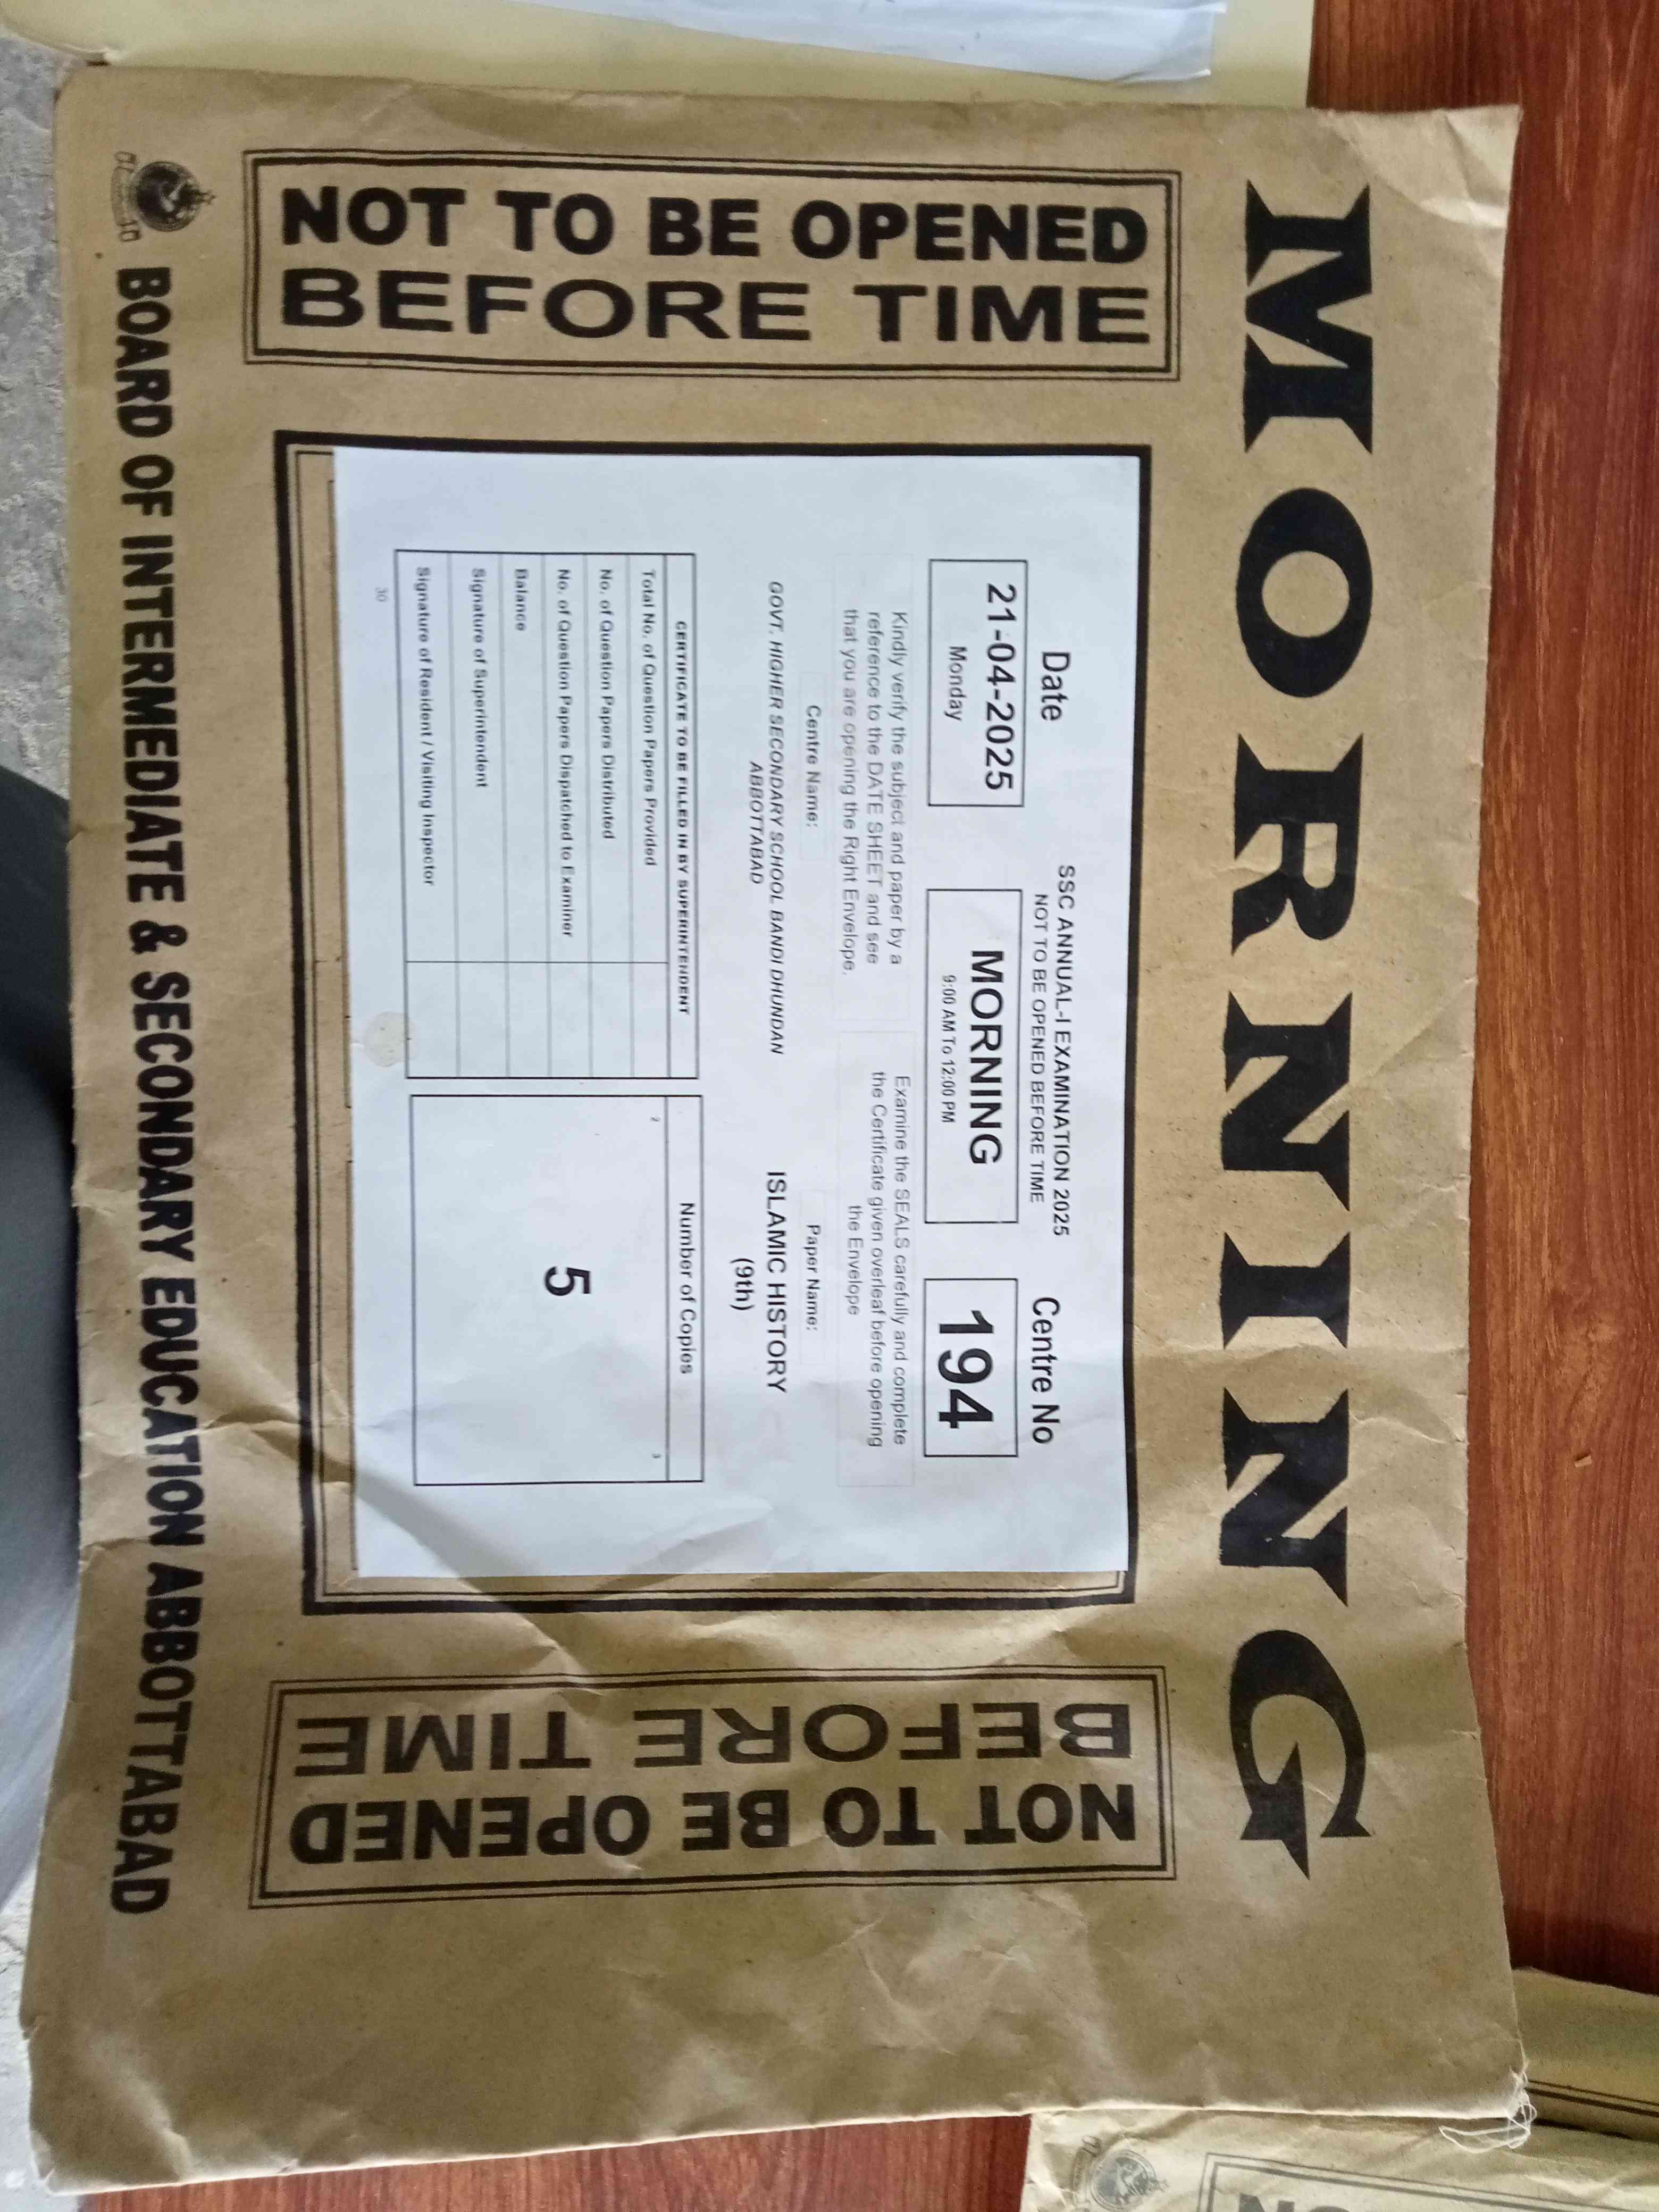 MORNING
NOT TO BE OPENED
BEFORE TIME
SSC ANNUAL-I EXAMINATION 2025
NOT TO BE OPENED BEFORE TIME
Date
21-04-2025
Monday
MORNING
9:00 AM To 12:00 PM
Centre No
194
Kindly verify the subject and paper by a
reference to the DATE SHEET and see
that you are opening the Right Envelope.
Examine the SEALS carefully and complete
the Certificate given overleaf before opening
the Envelope
Centre Name:
GOVT. HIGHER SECONDARY SCHOOL BANDI DHUNDAN
ABBOTTABAD
Paper Name:
ISLAMIC HISTORY
(9th)
CERTIFICATE TO BE FILLED IN BY SUPERINTENDENT
Total No. of Question Papers Provided
No. of Question Papers Distributed
No. of Question Papers Dispatched to Examiner
Balance
Signature of Superintendent
Signature of Resident / Visiting Inspector
Number of Copies
2
3
5
30
NOT TO BE OPENED
BEFORE TIME
BOARD OF INTERMEDIATE & SECONDARY EDUCATION ABBOTTABAD